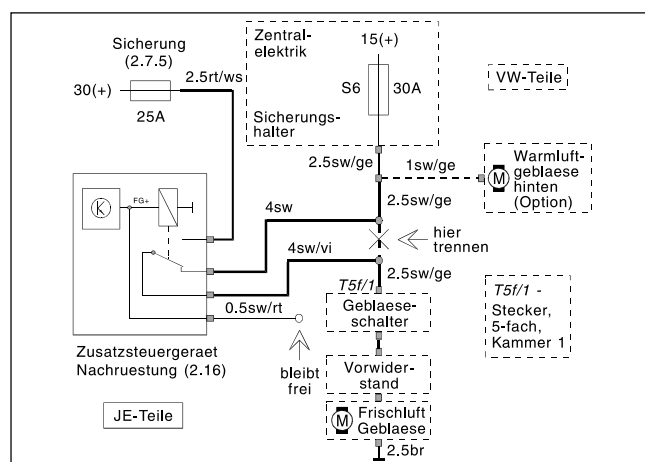 Sicherung
(2.7.5)
2.5rt/ws
30(+)
25A
Zentral-
elektrik
15(+)
S6
30A
Sicherungs-
halter
VW-Teile
2.5sw/ge
1sw/ge
M
Warmluft-
geblaese
hinten
(Option)
2.5sw/ge
K
FG+
4sw
hier
trennen
4sw/vi
2.5sw/ge
T5f/1
0.5sw/rt
Geblaese-
schalter
T5f/1 -
Stecker,
5-fach,
Kammer 1
Zusatzsteuergeraet
Nachruestung (2.16)
bleibt
frei
Vorwider-
stand
JE-Teile
M
Frischluft
Geblaese
2.5br